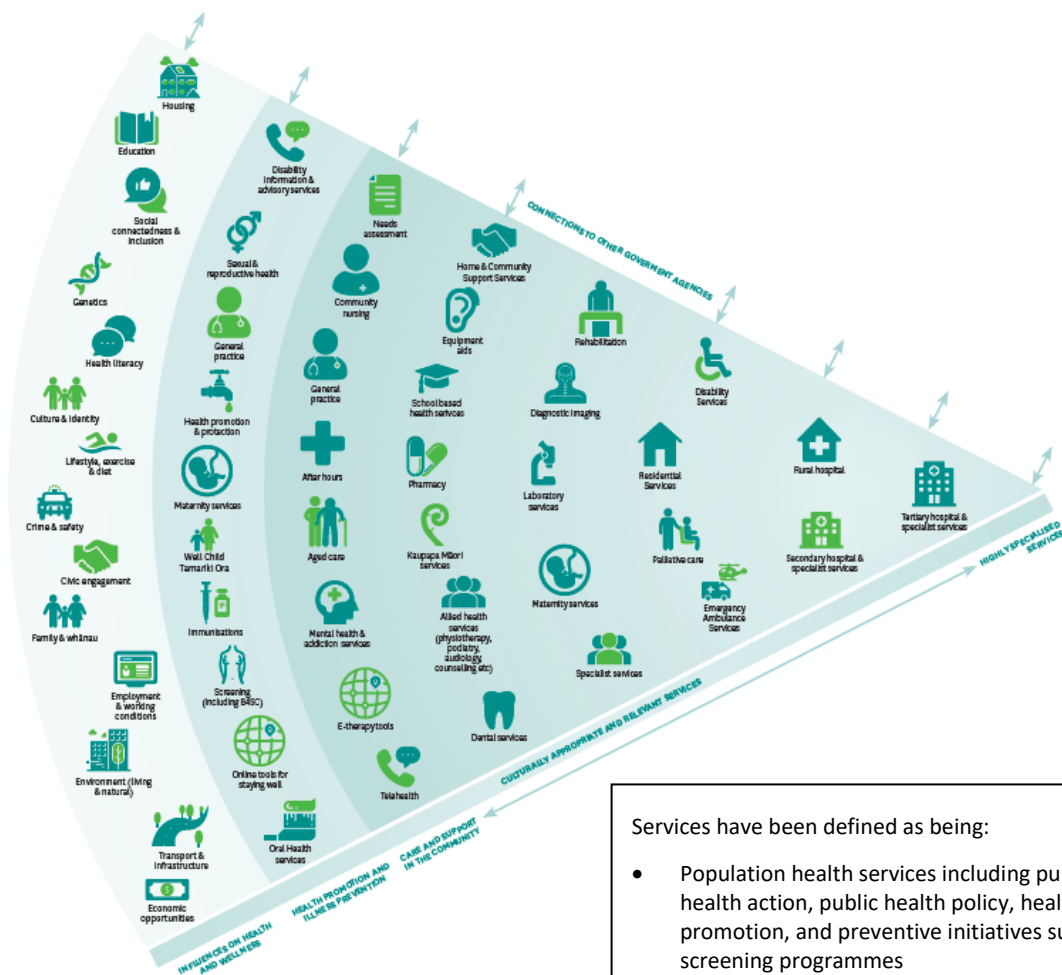 Housing
Education
Social
connectedness &
inclusion
Genetics
Health literacy
Culture & identity
Lifestyle, exercise
& diet
Crime & safety
Civic engagement
Family & whānau
Employment
& working
conditions
Environment (living
& natural)
Transport &
Infrastructure
Economic
opportunities
Disability
information &
advisory services
Sexual &
reproductive health
General
practice
Health promotion
& protection
Maternity services
Well Child
Tamariki Ora
Immunisations
Screening
(including B4SC)
Online tools for
staying well
Oral Health
services
Needs
assessment
Community
nursing
General
practice
After hours
Aged care
Mental health &
addiction services
E-therapy tools
Telahealth
Home & Community
Support Services
Equipment
aids
School based
health services
Pharmacy
Kaupapa Māori
services
Allied health
services
(physiotherapy,
podiatry,
audiology,
counselling etc)
Dental services
Rehabilitation
Diagnostic imaging
Laboratory
services
Maternity services
Specialist services
Disability
Services
Residential
Services
Palliative care
Emergency
Ambulance
Services
Rural hospital
Secondary hospital &
specialist services
Tertiary hospital &
specialist services
CONNECTIONS TO OTHER GOVERMENT AGENCIES
INFLUENCES ON HEALTH
AND WELLNESS
HEALTH PROMOTION AND
ILLNESS PREVENTION
CARE AND SUPPORT
IN THE COMMUNITY
CULTURALLY APPROPRIATE AND RELEVANT SERVICES
HIGHLY SPECIALISED
SERVICES
Services have been defined as being:
• Population health services including pu
health action, public health policy, heal
promotion, and preventive initiatives su
screening programmes